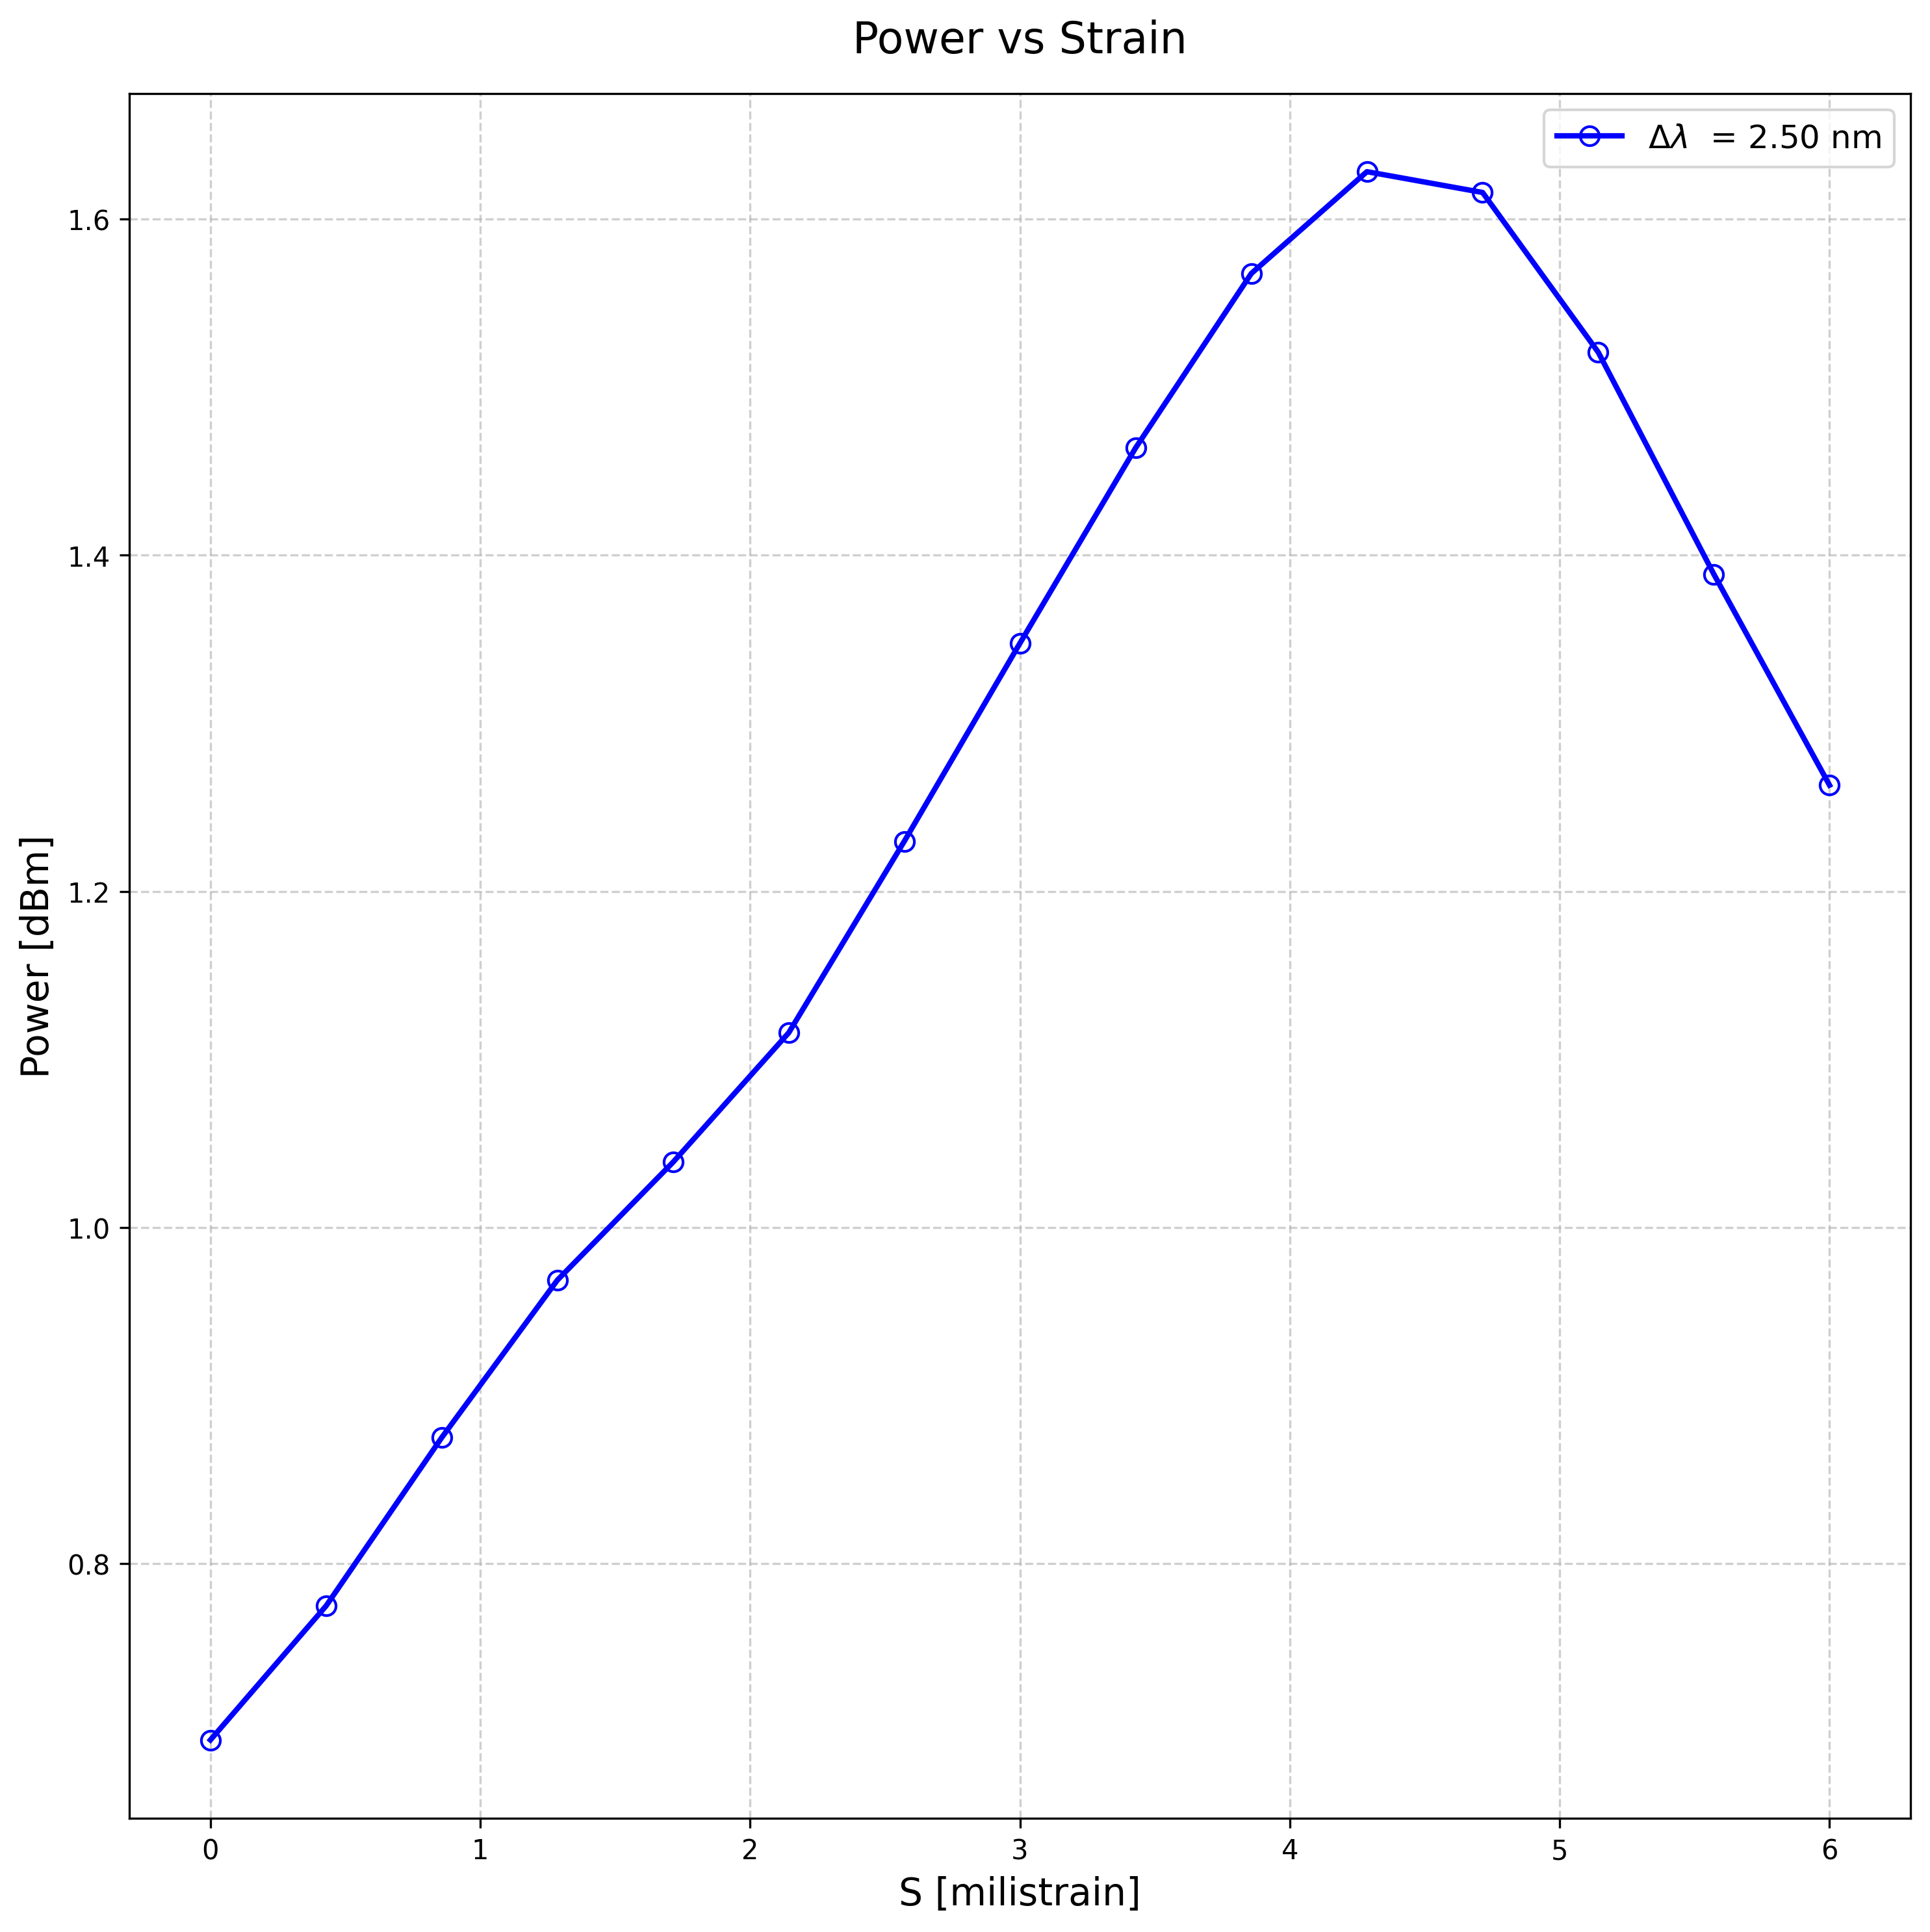 Power vs Strain
Δλ = 2.50 nm
1.6
1.4
1.2
1.0
0.8
Power [dBm]
0 1 2 3 4 5 6
S [milistrain]